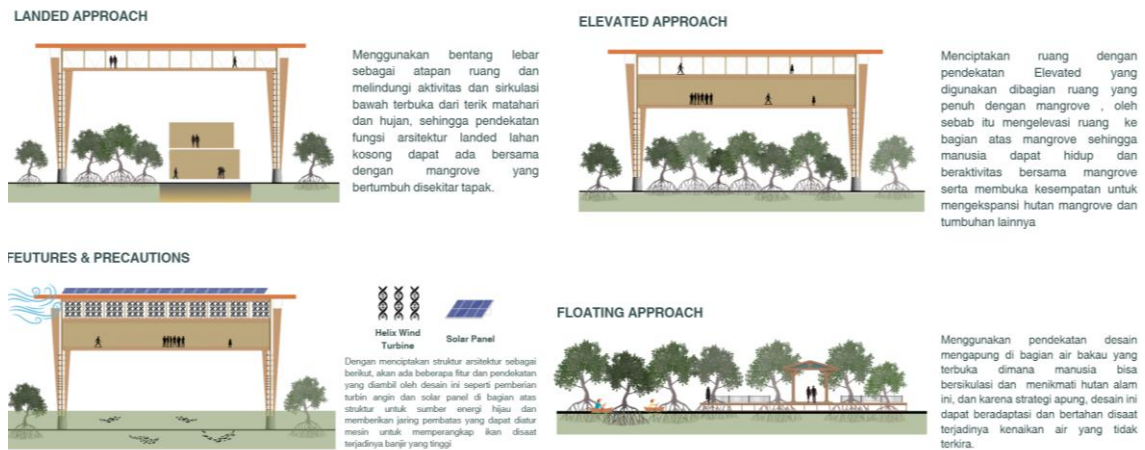 LANDED APPROACH
Menggunakan bentang lebar
sebagai atapan ruang dan
melindungi aktivitas dan sirkulasi
bawah terbuka dari terik matahari
dan hujan, sehingga pendekatan
fungsi arsitektur landed lahan
kosong dapat ada bersama
dengan mangrove yang
bertumbuh disekitar tapak.
ELEVATED APPROACH
Menciptakan ruang dengan
pendekatan Elevated yang
digunakan dibagian ruang yang
penuh dengan mangrove , oleh
sebab itu mengelevasi ruang ke
bagian atas mangrove sehingga
manusia dapat hidup dan
beraktivitas bersama mangrove
serta membuka kesempatan untuk
mengekspansi hutan mangrove dan
tumbuhan lainnya
FEUTURES & PRECAUTIONS
Helix Wind
Turbine
Solar Panel
Dengan menciptakan struktur arsitektur sebagai
berikut, akan ada beberapa fitur dan pendekatan
yang diambil oleh desain ini seperti pemberian
turbin angin dan solar panel di bagian atas
struktur untuk sumber energi hijau dan
memberikan jaring pembatas yang dapat diatur
mesin untuk memperangkap ikan disaat
terjadinya banjir yang tinggi
FLOATING APPROACH
Menggunakan pendekatan desain
mengapung di bagian air bakau yang
terbuka dimana manusia bisa
bersikulasi dan menikmati hutan alam
ini, dan karena strategi apung, desain ini
dapat beradaptasi dan bertahan disaat
terjadinya kenaikan air yang tidak
terkira.